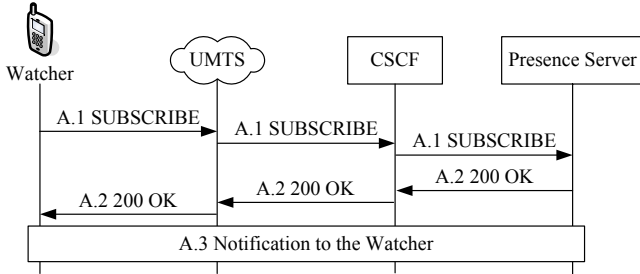 Watcher
UMTS
CSCF
Presence Server
A.1 SUBSCRIBE
A.1 SUBSCRIBE
A.1 SUBSCRIBE
A.2 200 OK
A.2 200 OK
A.2 200 OK
A.3 Notification to the Watcher